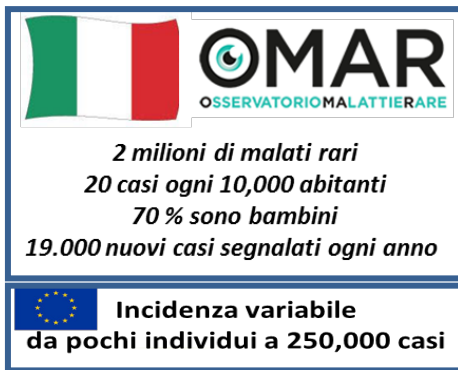 OMAR
OSSERVATORIOMALATTIERARE
2 milioni di malati rari
20 casi ogni 10,000 abitanti
70 % sono bambini
19.000 nuovi casi segnalati ogni anno
Incidenza variabile
da pochi individui a 250,000 casi